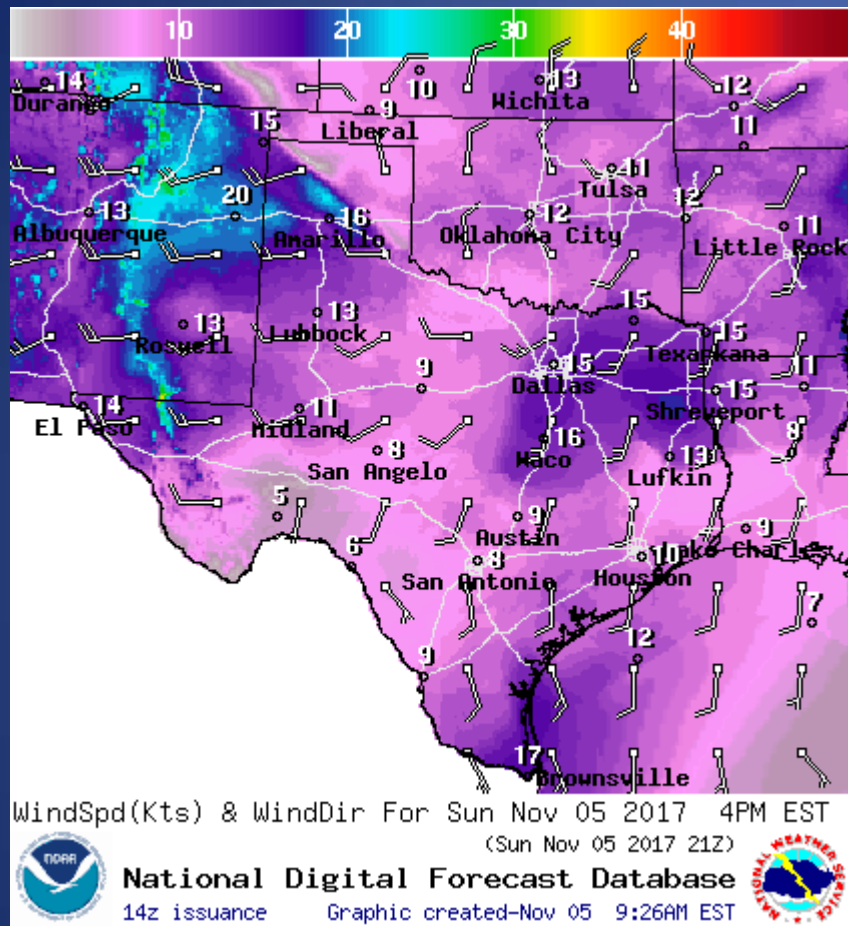 10 20 30 40
14 10 13 12
Durango Wichita
9 11
Liberal
15
11
Tulsa
13 20 16 12 12 11
Albuquerque Amarillo Oklahoma City Little Rock
13 13 15
Roswell Lubbock 15
Texarkana
9 15 15 11
Dallas
14 11 Shreveport
El Paso Midland 16 9
8 Waco 13
San Angelo Lufkin
5 9 9
Austin
6 8 10 Lake Charles
San Antonio Houston
7
12
9
17
Brownsville
WindSpd(Kts) & WindDir For Sun Nov 05 2017 4PM EST
(Sun Nov 05 2017 21Z)
NOAA
National Digital Forecast Database
14z issuance Graphic created-Nov 05 9:26AM EST
NATIONAL WEATHER SERVICE